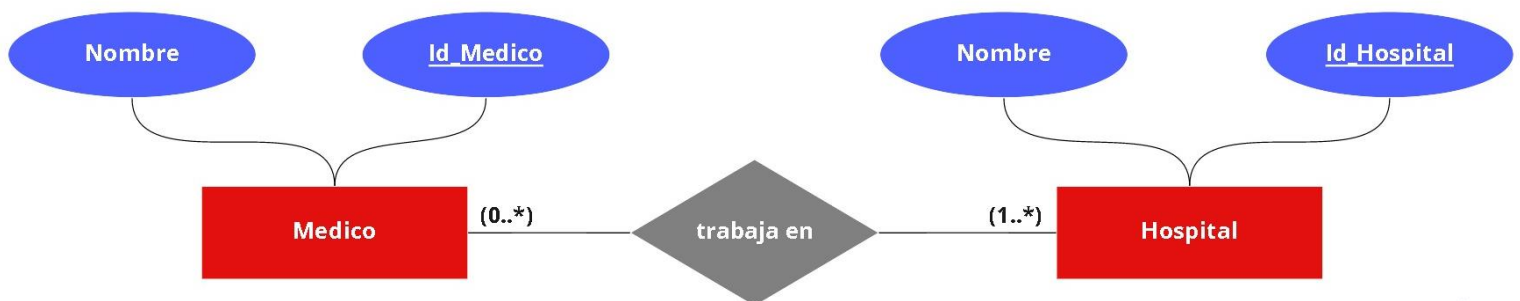 Nombre
Id_Medico
Nombre
Id_Hospital
Medico
(0..*)
trabaja en
(1..*)
Hospital